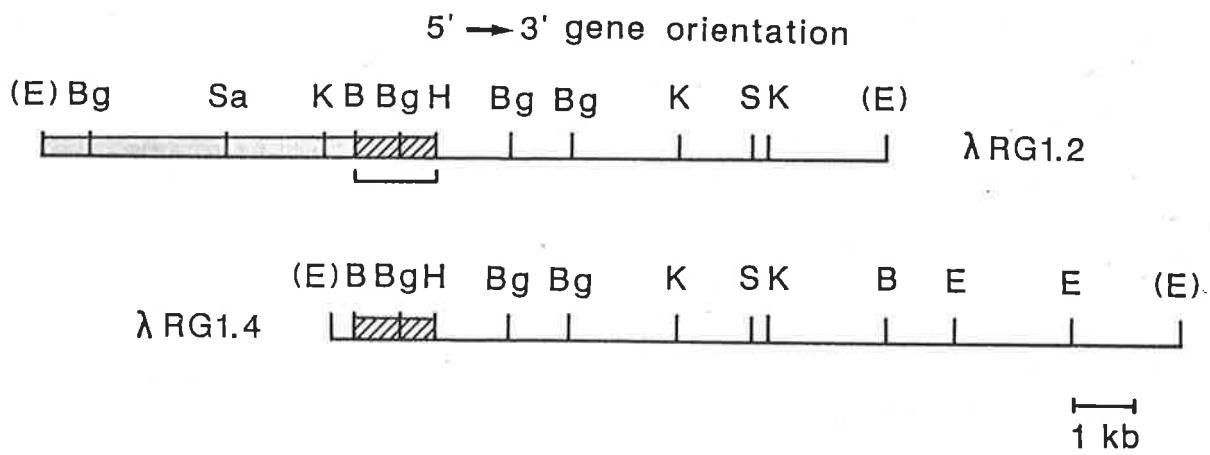 5' → 3' gene orientation
(E) Bg Sa K B Bg H Bg Bg K S K (E)
λ RG1.2
(E) B Bg H Bg Bg K S K B E E (E)
λ RG1.4
1 kb